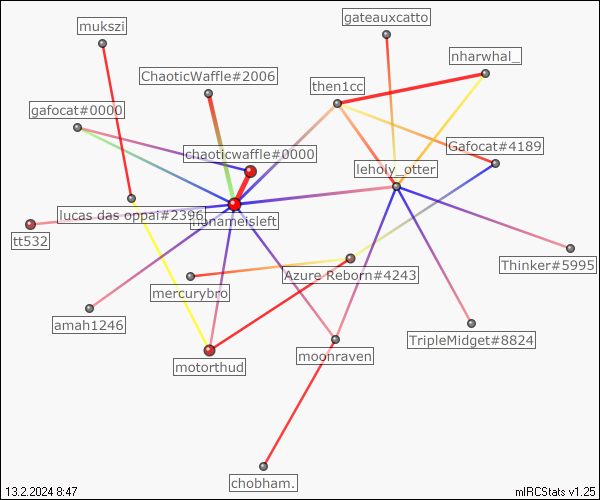 gateauxcatto
mukszi
nharwhal_
ChaoticWaffle#2006
then1cc
gafocat#0000
chaoticwaffle#0000
Gafocat#4189
leholy_otter
lucas das oppai#2396
nonameisleft
tt532
Thinker#5995
Azure Reborn#4243
mercurybro
amah1246
TripleMidget#8824
moonraven
motorthud
chobham.
13.2.2024 8:47
mIRCStats v1.25